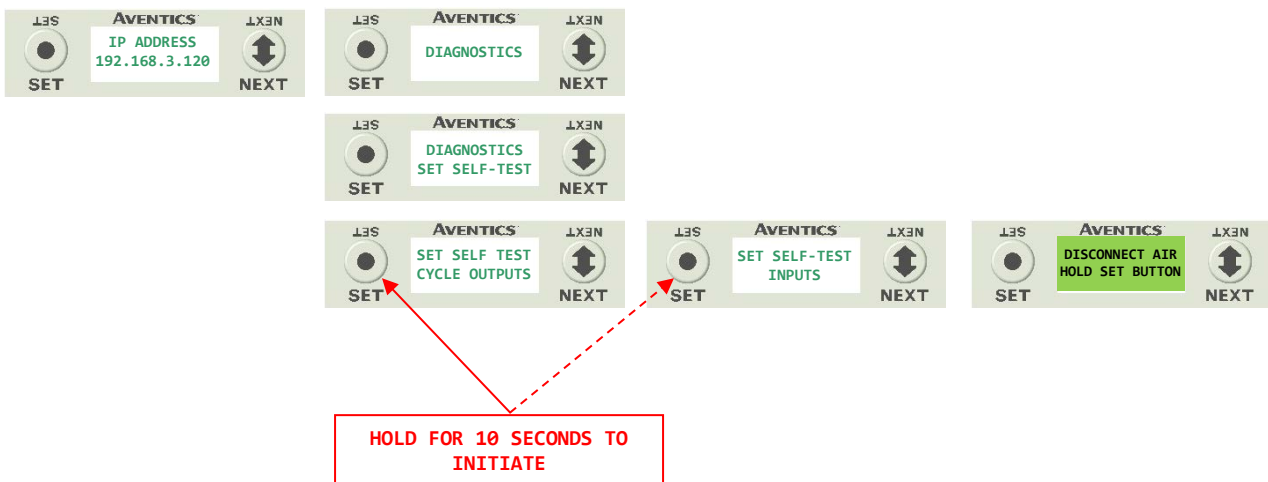 SET AVENTICS NEXT
IP ADDRESS
192.168.3.120
SET NEXT
SET AVENTICS NEXT
DIAGNOSTICS
SET NEXT
SET AVENTICS NEXT
DIAGNOSTICS
SET SELF-TEST
SET NEXT
SET AVENTICS NEXT
SET SELF TEST
CYCLE OUTPUTS
SET NEXT
SET AVENTICS NEXT
SET SELF-TEST
INPUTS
SET NEXT
SET AVENTICS NEXT
DISCONNECT AIR
HOLD SET BUTTON
SET NEXT
HOLD FOR 10 SECONDS TO
INITIATE